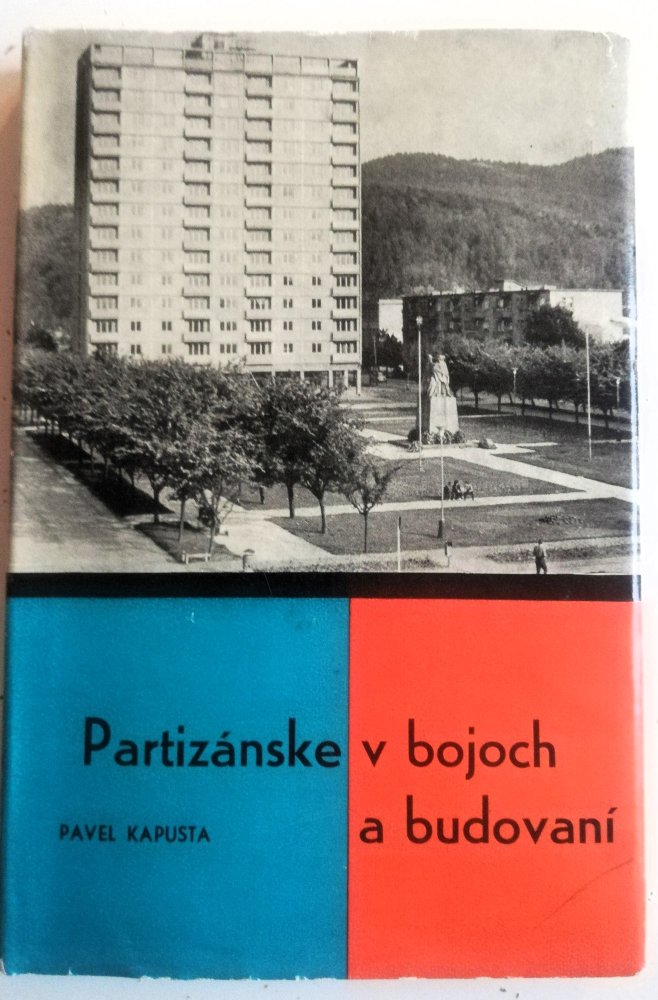 Partizánske v bojoch
a budovaní
PAVEL KAPUSTA